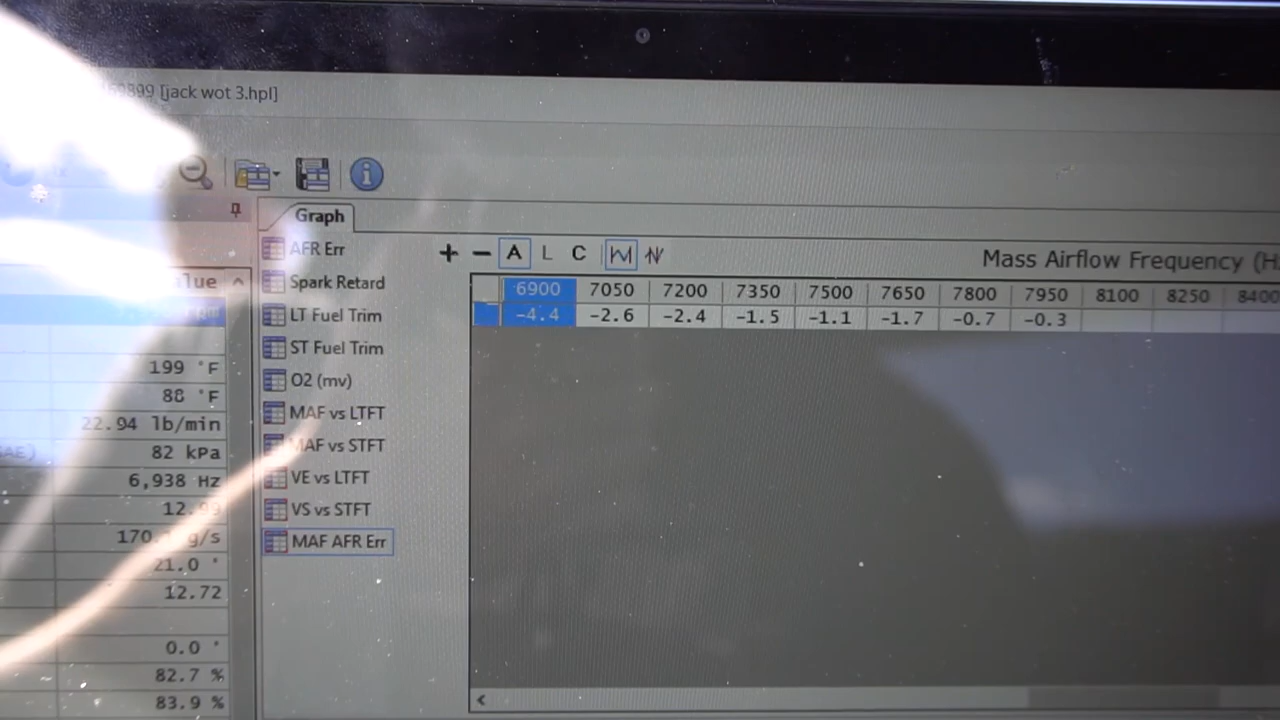 [jack wot 3.hpl]
Graph
AFR Err
Spark Retard
LT Fuel Trim
ST Fuel Trim
O2 (mv)
MAF vs LTFT
MAF vs STFT
VE vs LTFT
VS vs STFT
MAF AFR Err
+ − A L C
Mass Airflow Frequency (H
6900 7050 7200 7350 7500 7650 7800 7950 8100 8250 8400
-4.4 -2.6 -2.4 -1.5 -1.1 -1.7 -0.7 -0.3
199 °F
88 °F
22.94 lb/min
82 kPa
6,938 Hz
g/s
21.0 °
12.72
0.0 °
82.7 %
83.9 %